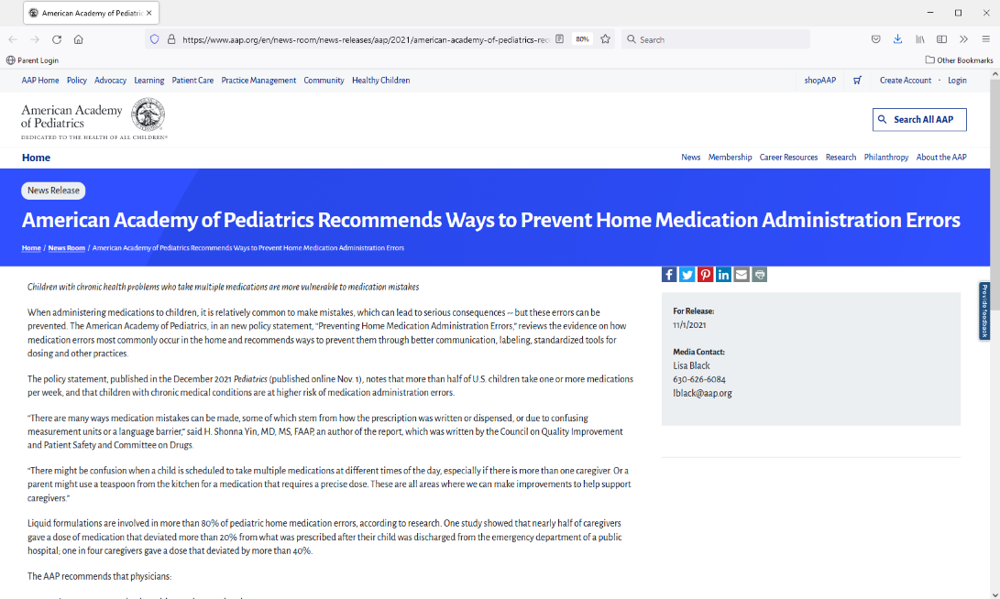 American Academy of Pediatric
https://www.aap.org/en/news-room/news-releases/aap/2021/american-academy-of-pediatrics-rec
80%
Search
Parent Login
Other Bookmarks
AAP Home Policy Advocacy Learning Patient Care Practice Management Community Healthy Children
shopAAP
Create Account · Login
American Academy
of Pediatrics
DEDICATED TO THE HEALTH OF ALL CHILDREN®
Search All AAP
Home
News Membership Career Resources Research Philanthropy About the AAP
News Release
American Academy of Pediatrics Recommends Ways to Prevent Home Medication Administration Errors
Home / News Room / American Academy of Pediatrics Recommends Ways to Prevent Home Medication Administration Errors
Children with chronic health problems who take multiple medications are more vulnerable to medication mistakes
When administering medications to children, it is relatively common to make mistakes, which can lead to serious consequences -- but these errors can be
prevented. The American Academy of Pediatrics, in an new policy statement, “Preventing Home Medication Administration Errors,” reviews the evidence on how
medication errors most commonly occur in the home and recommends ways to prevent them through better communication, labeling, standardized tools for
dosing and other practices.
The policy statement, published in the December 2021 Pediatrics (published online Nov. 1), notes that more than half of U.S. children take one or more medications
per week, and that children with chronic medical conditions are at higher risk of medication administration errors.
“There are many ways medication mistakes can be made, some of which stem from how the prescription was written or dispensed, or due to confusing
measurement units or a language barrier,” said H. Shonna Yin, MD, MS, FAAP, an author of the report, which was written by the Council on Quality Improvement
and Patient Safety and Committee on Drugs.
“There might be confusion when a child is scheduled to take multiple medications at different times of the day, especially if there is more than one caregiver. Or a
parent might use a teaspoon from the kitchen for a medication that requires a precise dose. These are all areas where we can make improvements to help support
caregivers.”
Liquid formulations are involved in more than 80% of pediatric home medication errors, according to research. One study showed that nearly half of caregivers
gave a dose of medication that deviated more than 20% from what was prescribed after their child was discharged from the emergency department of a public
hospital; one in four caregivers gave a dose that deviated by more than 40%.
The AAP recommends that physicians:
For Release:
11/1/2021
Media Contact:
Lisa Black
630-626-6084
lblack@aap.org
Provide feedback